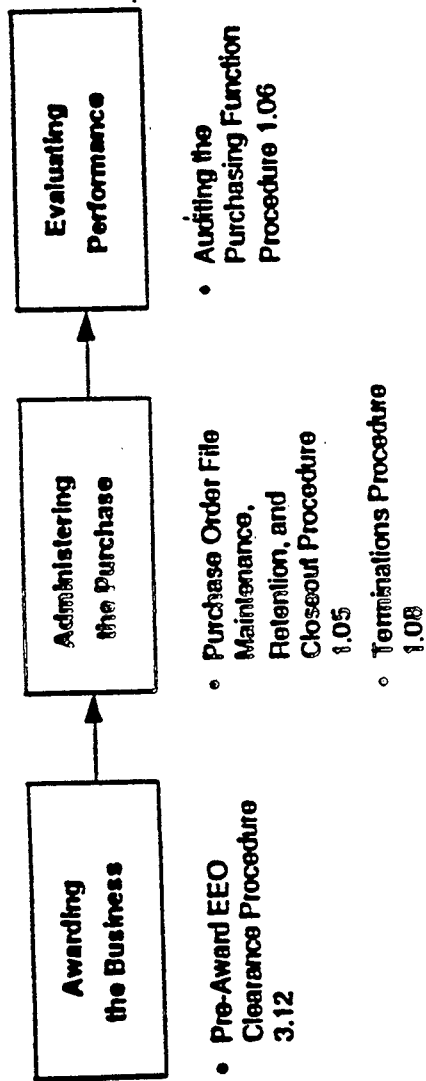 Awarding
the Business
• Pre-Award EEO
Clearance Procedure
3.12
Administering
the Purchase
• Purchase Order File
Maintenance,
Retention, and
Closeout Procedure
1.05
• Terminations Procedure
1.08
Evaluating
Performance
• Auditing the
Purchasing Function
Procedure 1.06